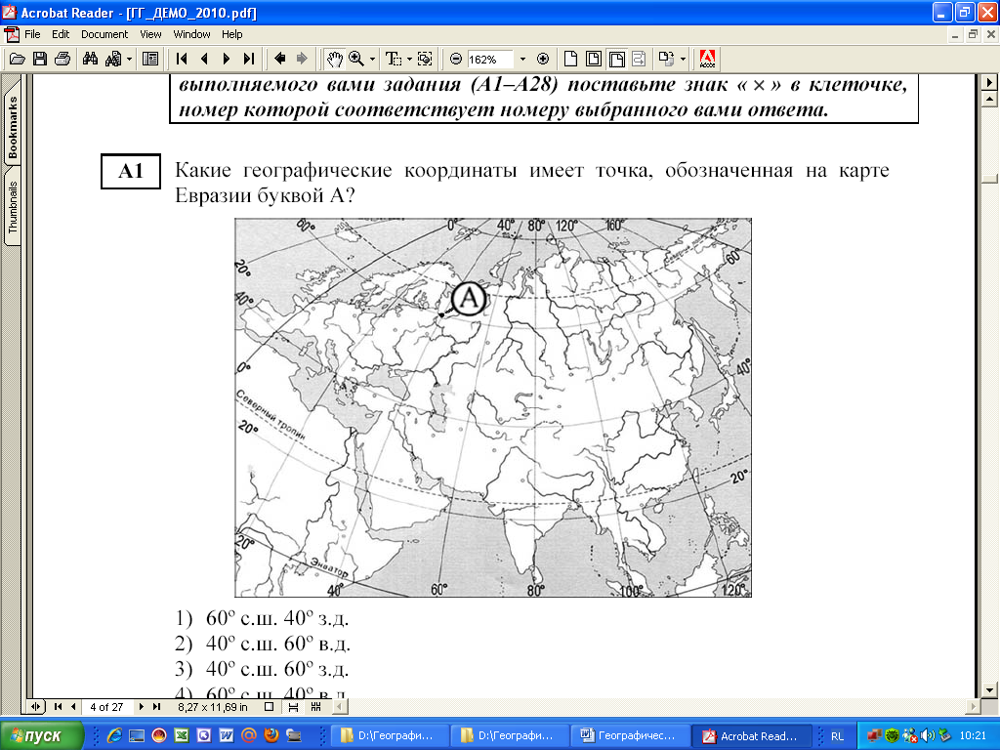 Acrobat Reader - [ГГ_ДЕМО_2010.pdf]
File Edit Document View Window Help
162%
Adobe
Bookmarks
Thumbnails
выполняемого вами задания (А1–А28) поставьте знак « × » в клеточке,
номер которой соответствует номеру выбранного вами ответа.
А1 Какие географические координаты имеет точка, обозначенная на карте
Евразии буквой А?
60° 0° 40° 80° 120° 160°
60°
20°
40°
А
0°
40°
Северный тропик
20°
20°
20°
Экватор
40° 60° 80° 100° 120°
1) 60° с.ш. 40° з.д.
2) 40° с.ш. 60° в.д.
3) 40° с.ш. 60° з.д.
4) 60° с.ш. 40° в.д.
4 of 27 8,27 x 11,69 in
пуск D:\Географи... D:\Географи... Географичес... Acrobat Read... RL 10:21